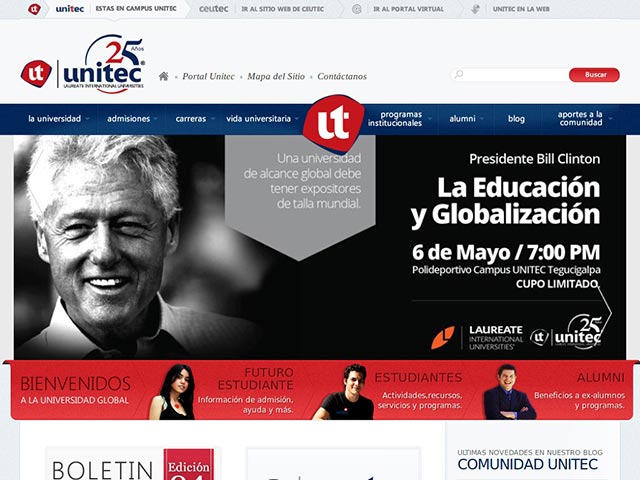 unitec
ESTAS EN CAMPUS UNITEC
ceutec
IR AL SITIO WEB DE CEUTEC
IR AL PORTAL VIRTUAL
UNITEC EN LA WEB
25 Años
ut unitec®
LAUREATE INTERNATIONAL UNIVERSITIES
Portal Unitec
Mapa del Sitio
Contáctanos
Buscar
la universidad
admisiones
carreras
vida universitaria
ut
programas
institucionales
alumni
blog
aportes a la
comunidad
Una universidad
de alcance global debe
tener expositores
de talla mundial.
Presidente Bill Clinton
La Educación
y Globalización
6 de Mayo / 7:00 PM
Polideportivo Campus UNITEC Tegucigalpa
CUPO LIMITADO.
LAUREATE
INTERNATIONAL
UNIVERSITIES®
ut unitec 25
BIENVENIDOS
A LA UNIVERSIDAD GLOBAL
FUTURO
ESTUDIANTE
Información de admisión,
ayuda y más.
ESTUDIANTES
Actividades,recursos,
servicios y programas.
ALUMNI
Beneficios a ex-alumnos
y programas.
BOLETIN
Edición
ULTIMAS NOVEDADES EN NUESTRO BLOG
COMUNIDAD UNITEC